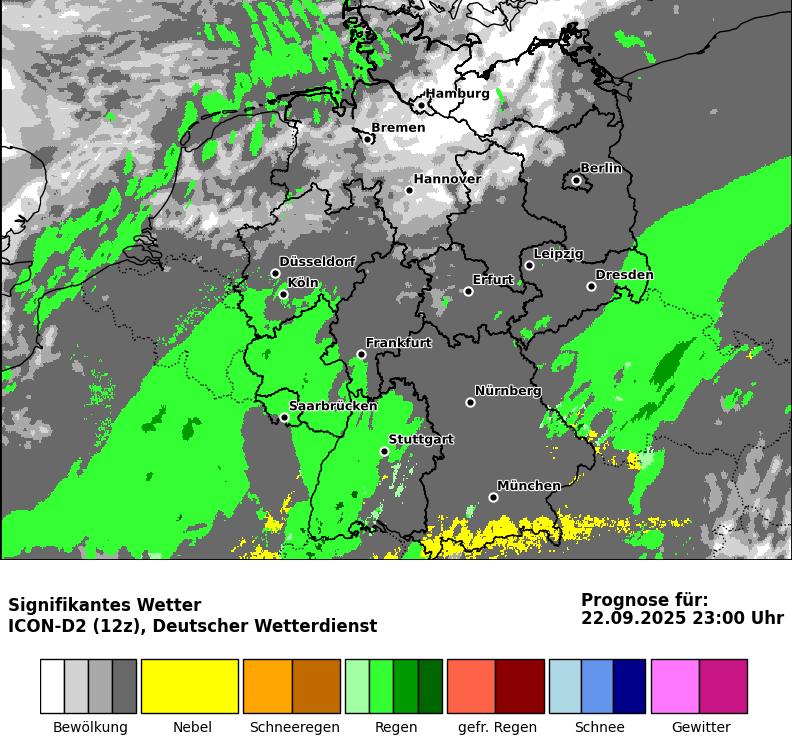 Hamburg
Bremen
Berlin
Hannover
Leipzig
Düsseldorf
Dresden
Köln
Erfurt
Frankfurt
Nürnberg
Saarbrücken
Stuttgart
München
Signifikantes Wetter
ICON-D2 (12z), Deutscher Wetterdienst
Prognose für:
22.09.2025 23:00 Uhr
Bewölkung
Nebel
Schneeregen
Regen
gefr. Regen
Schnee
Gewitter